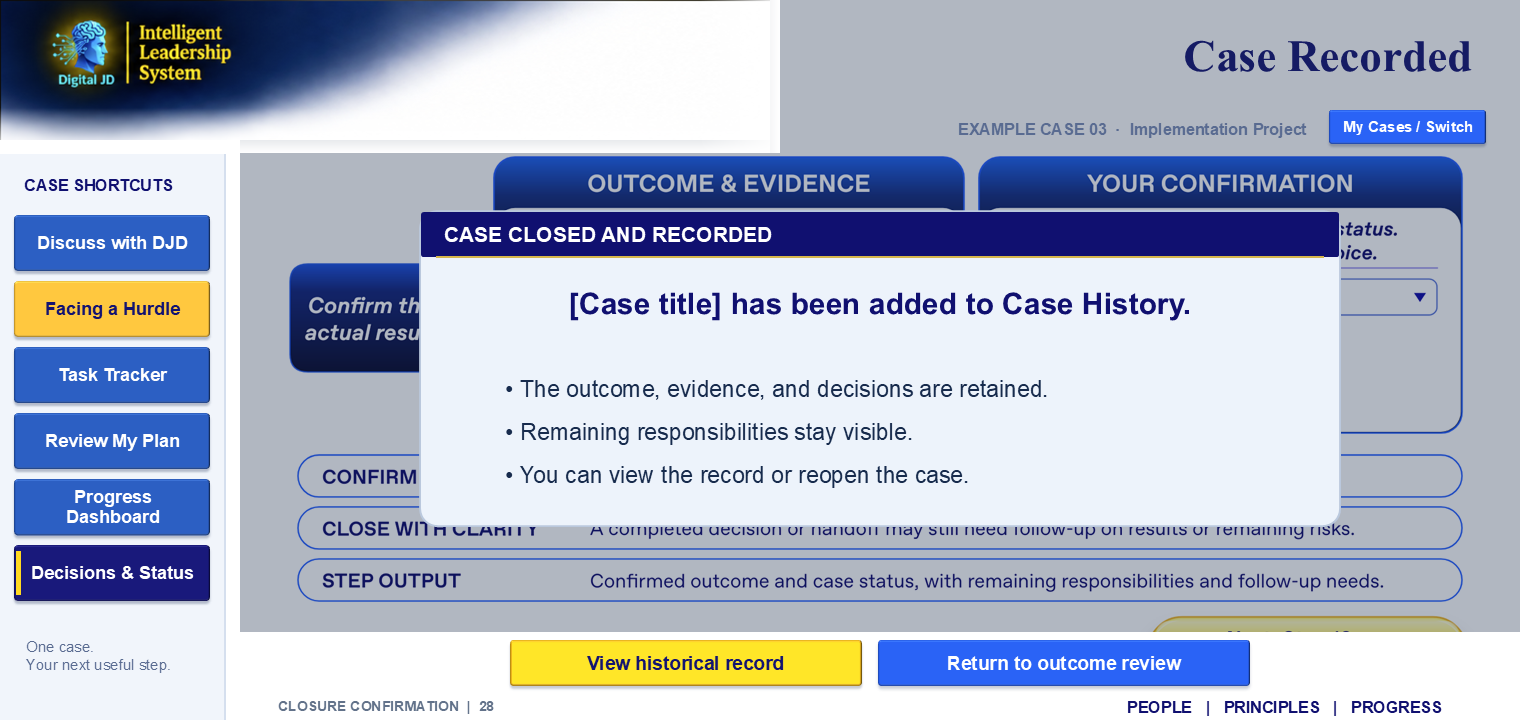 Intelligent
Leadership
System
Digital JD
Case Recorded
EXAMPLE CASE 03 · Implementation Project
My Cases / Switch
CASE SHORTCUTS
Discuss with DJD
Facing a Hurdle
Task Tracker
Review My Plan
Progress
Dashboard
Decisions & Status
One case.
Your next useful step.
OUTCOME & EVIDENCE
YOUR CONFIRMATION
status.
Confirm
actual
CASE CLOSED AND RECORDED
[Case title] has been added to Case History.
• The outcome, evidence, and decisions are retained.
• Remaining responsibilities stay visible.
• You can view the record or reopen the case.
CONFIRM
CLOSE WITH CLARITY
A completed decision or handoff may still need follow-up on results or remaining risks.
STEP OUTPUT
Confirmed outcome and case status, with remaining responsibilities and follow-up needs.
View historical record
Return to outcome review
CLOSURE CONFIRMATION | 28
PEOPLE | PRINCIPLES | PROGRESS